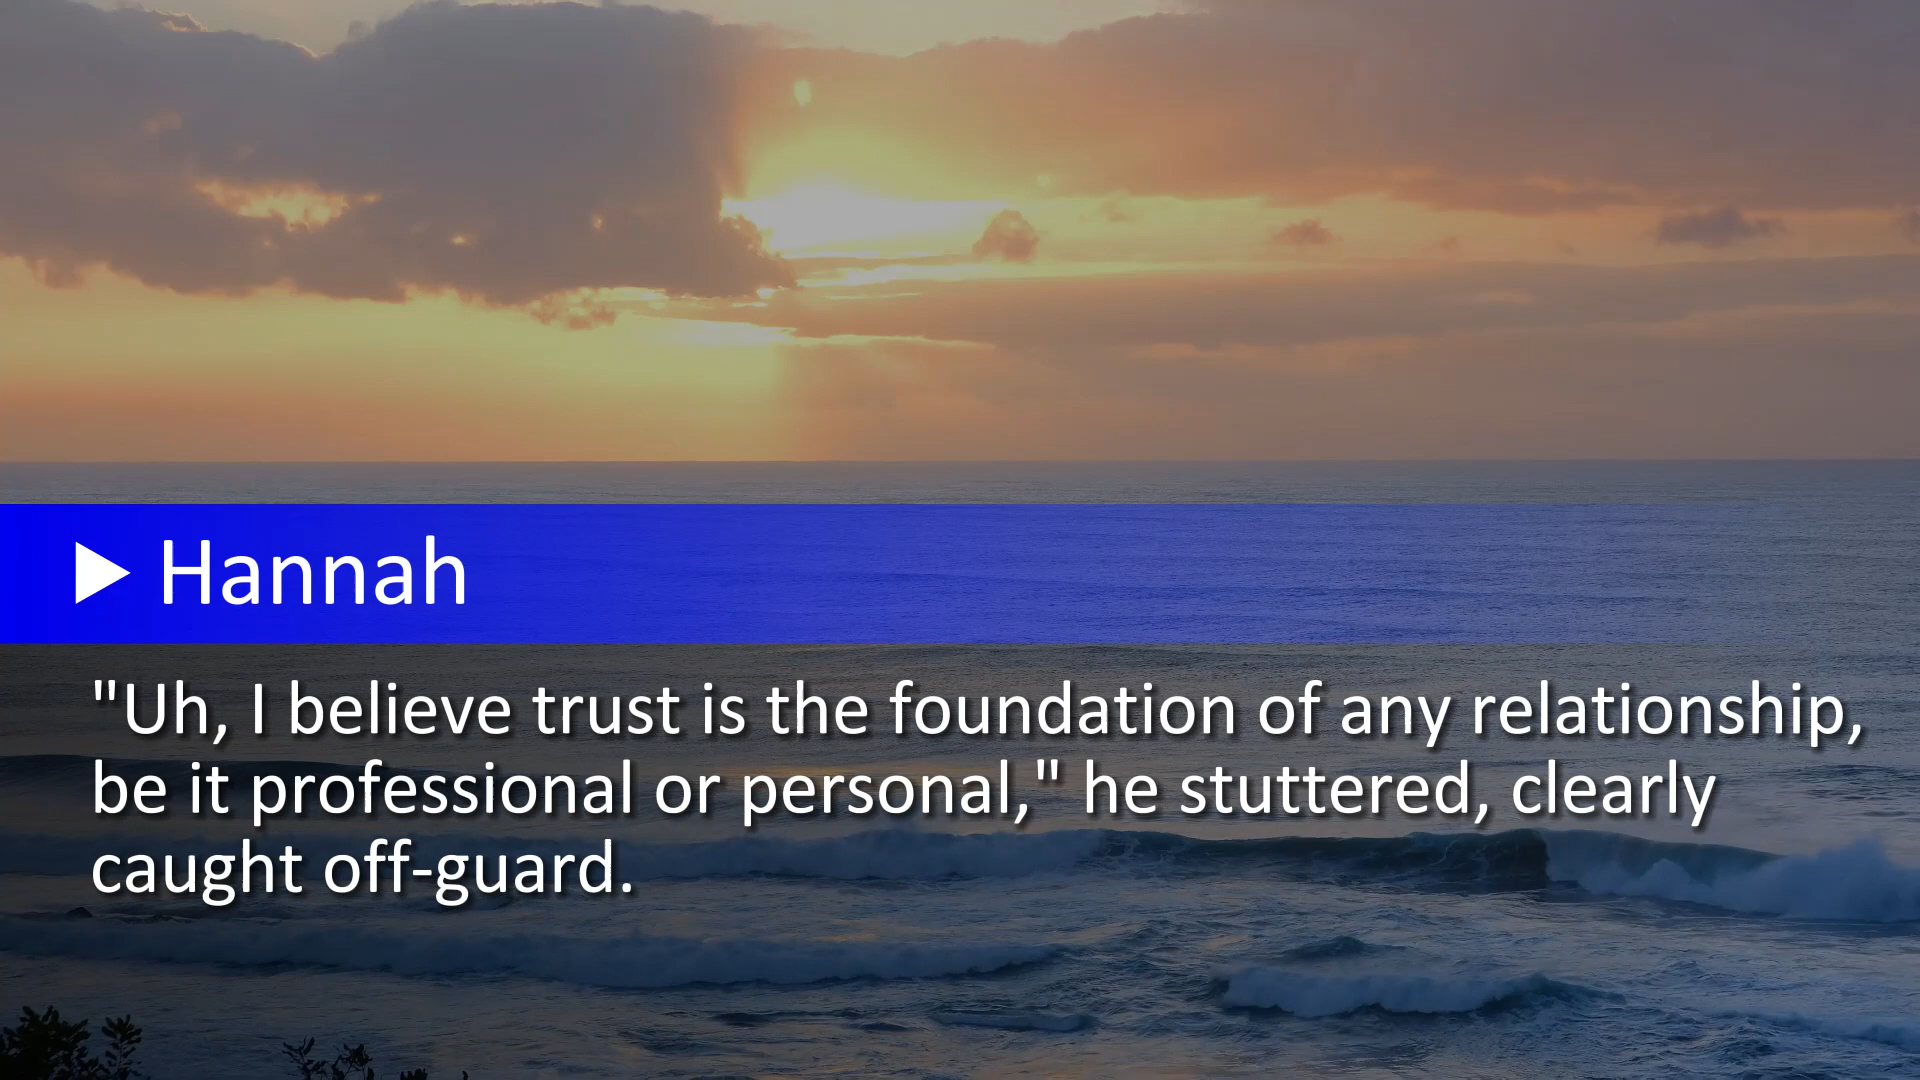 Hannah
"Uh, I believe trust is the foundation of any relationship,
be it professional or personal," he stuttered, clearly
caught off-guard.